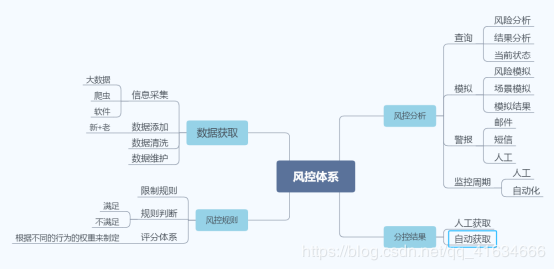 风控体系
数据获取
信息采集
大数据
爬虫
软件
数据添加
新+老
数据清洗
数据维护
风控规则
限制规则
规则判断
满足
不满足
评分体系
根据不同的行为的权重来制定
风控分析
查询
风险分析
结果分析
当前状态
模拟
风险模拟
场景模拟
模拟结果
警报
邮件
短信
人工
监控周期
人工
自动化
分控结果
人工获取
自动获取
https://blog.csdn.net/qq_41634666